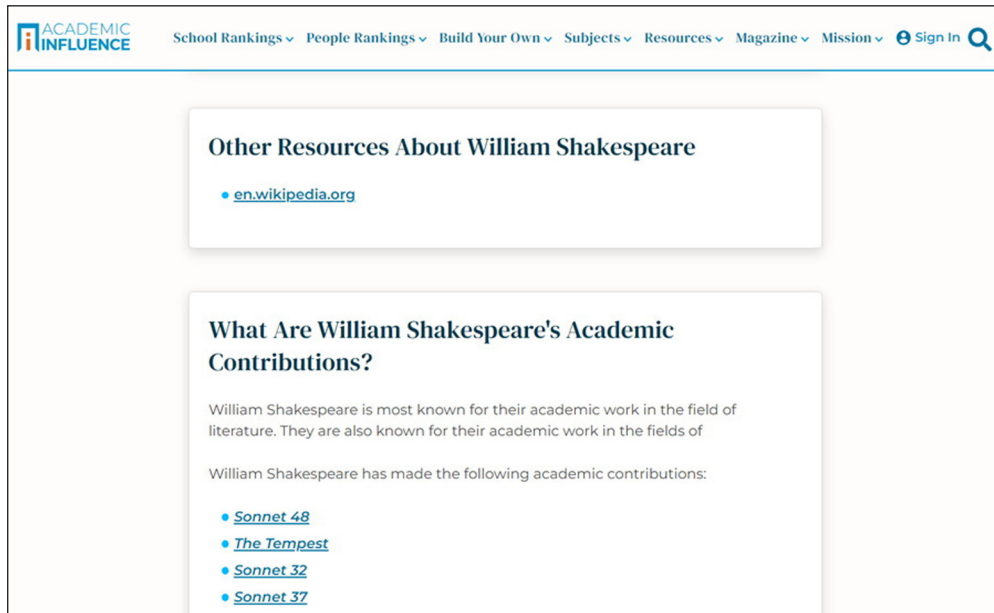 ACADEMIC
INFLUENCE
School Rankings People Rankings Build Your Own Subjects Resources Magazine Mission Sign In
Other Resources About William Shakespeare
en.wikipedia.org
What Are William Shakespeare's Academic
Contributions?
William Shakespeare is most known for their academic work in the field of
literature. They are also known for their academic work in the fields of
William Shakespeare has made the following academic contributions:
Sonnet 48
The Tempest
Sonnet 32
Sonnet 37